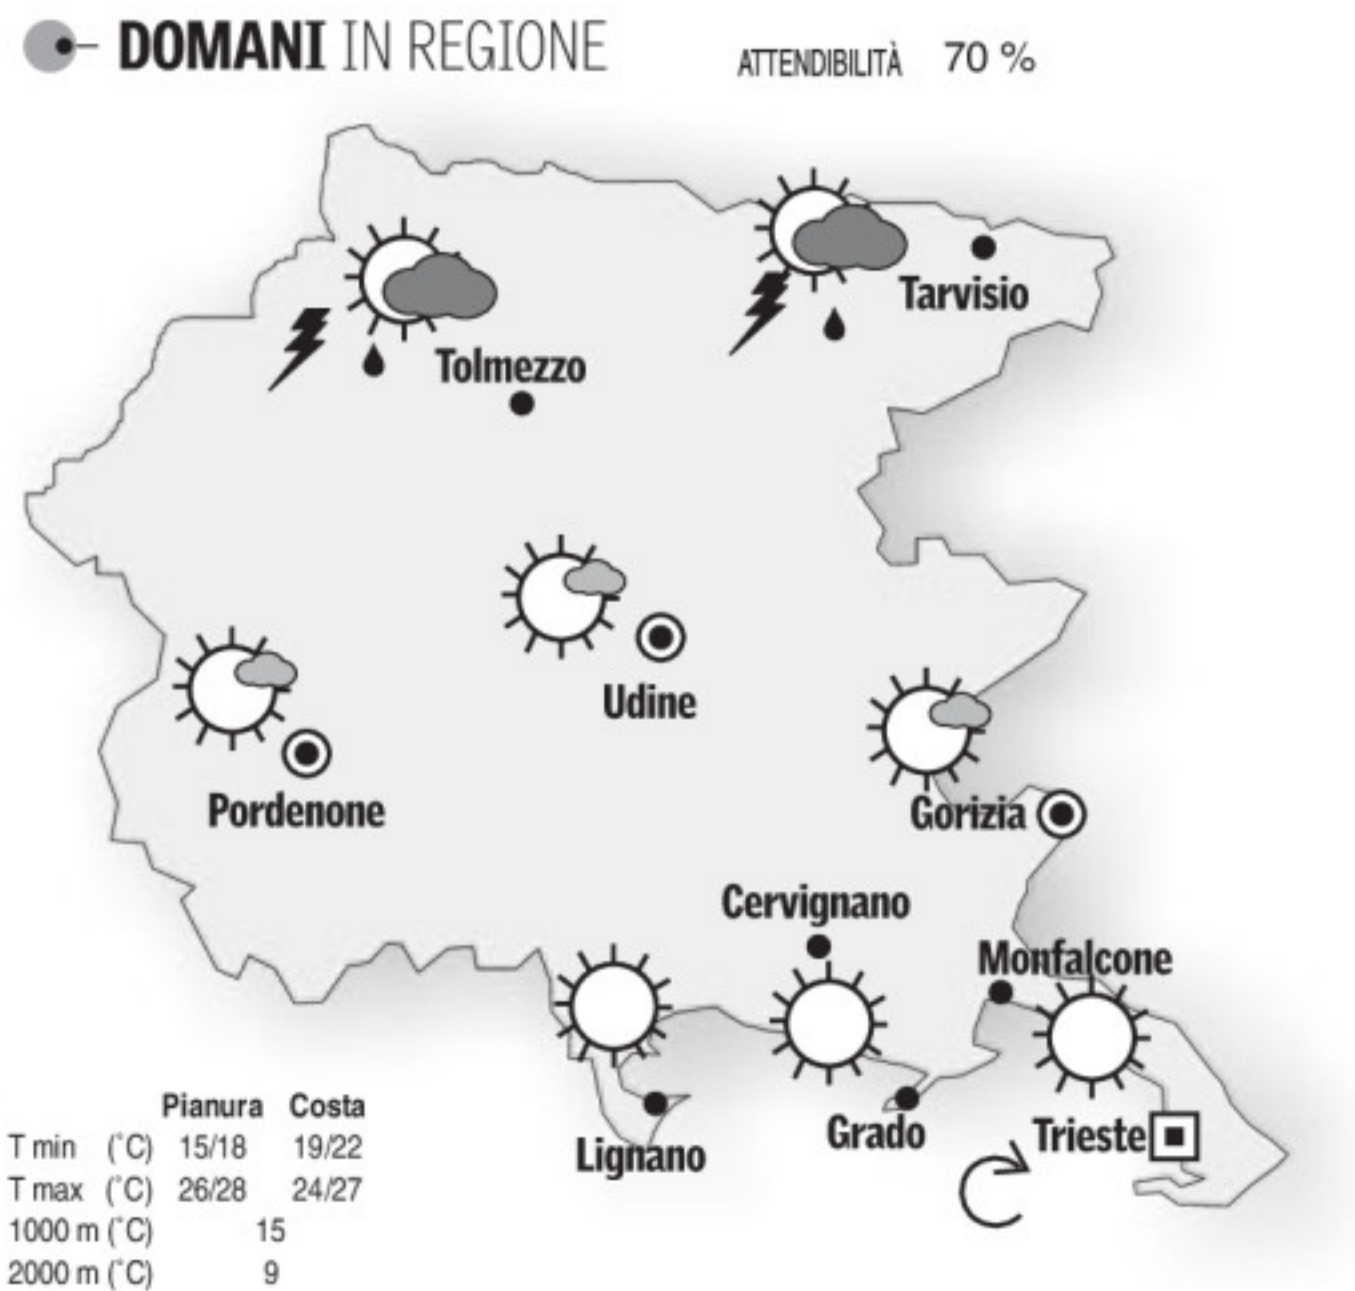 DOMANI IN REGIONE
ATTENDIBILITÀ 70 %
Tarvisio
Tolmezzo
Udine
Pordenone
Gorizia
Cervignano
Monfalcone
Grado
Trieste
Lignano
Pianura Costa
T min (°C) 15/18 19/22
T max (°C) 26/28 24/27
1000 m (°C) 15
2000 m (°C) 9